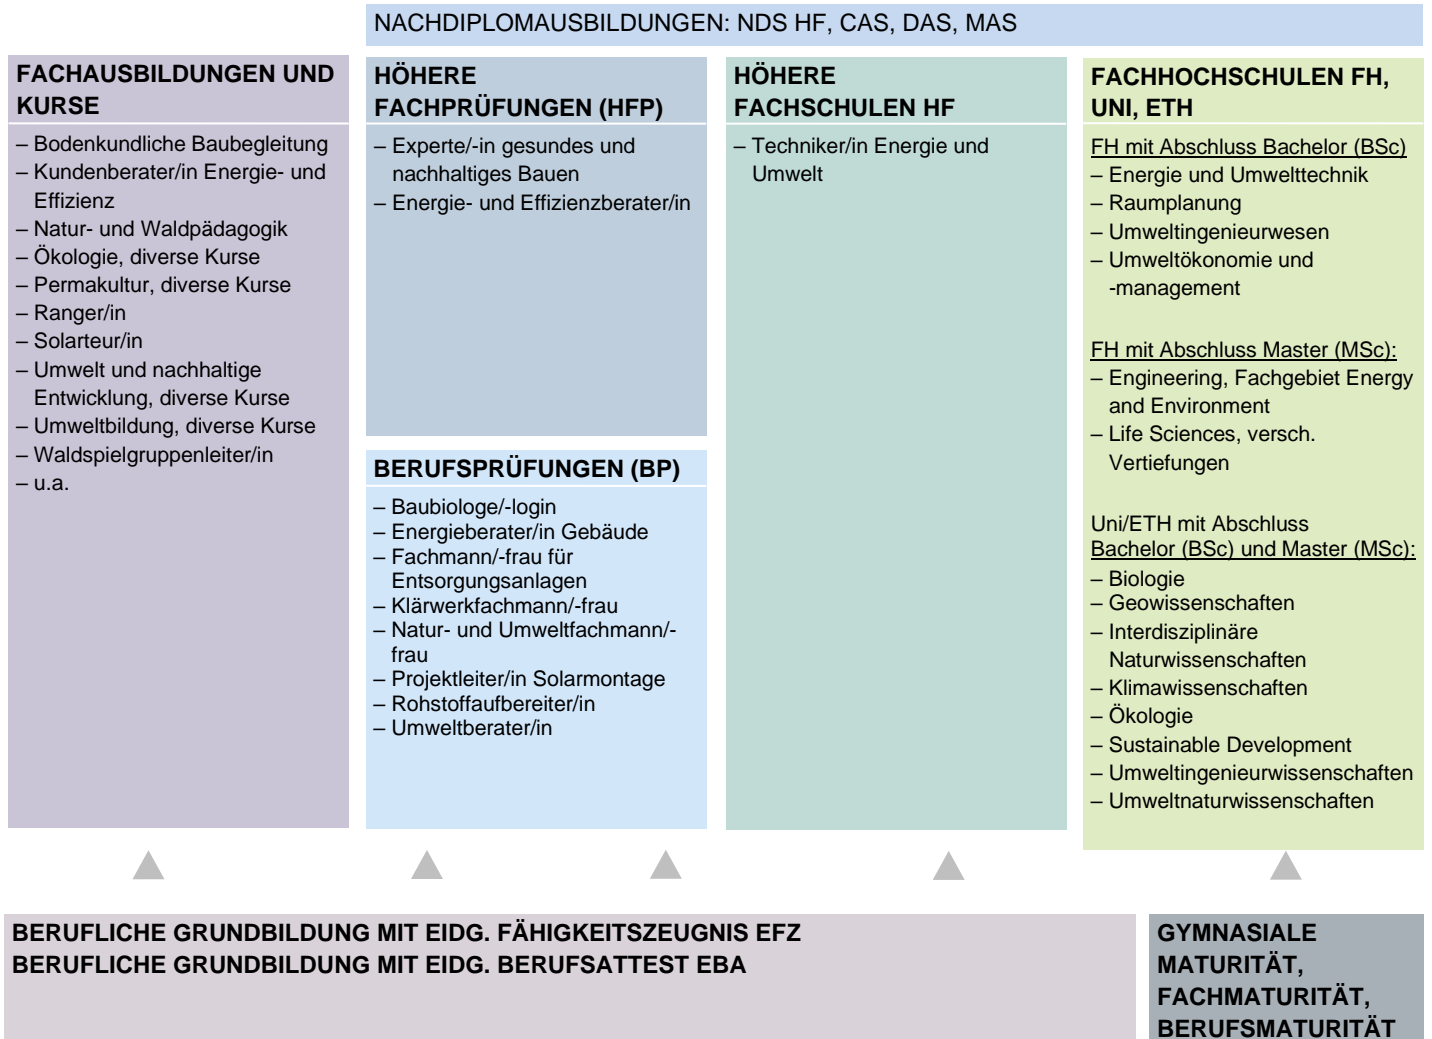 NACHDIPLOMAUSBILDUNGEN: NDS HF, CAS, DAS, MAS
FACHAUSBILDUNGEN UND
KURSE
– Bodenkundliche Baubegleitung
– Kundenberater/in Energie- und
Effizienz
– Natur- und Waldpädagogik
– Ökologie, diverse Kurse
– Permakultur, diverse Kurse
– Ranger/in
– Solarteur/in
– Umwelt und nachhaltige
Entwicklung, diverse Kurse
– Umweltbildung, diverse Kurse
– Waldspielgruppenleiter/in
– u.a.
HÖHERE
FACHPRÜFUNGEN (HFP)
– Experte/-in gesundes und
nachhaltiges Bauen
– Energie- und Effizienzberater/in
BERUFSPRÜFUNGEN (BP)
– Baubiologe/-login
– Energieberater/in Gebäude
– Fachmann/-frau für
Entsorgungsanlagen
– Klärwerkfachmann/-frau
– Natur- und Umweltfachmann/-
frau
– Projektleiter/in Solarmontage
– Rohstoffaufbereiter/in
– Umweltberater/in
HÖHERE
FACHSCHULEN HF
– Techniker/in Energie und
Umwelt
FACHHOCHSCHULEN FH,
UNI, ETH
FH mit Abschluss Bachelor (BSc)
– Energie und Umwelttechnik
– Raumplanung
– Umweltingenieurwesen
– Umweltökonomie und
-management
FH mit Abschluss Master (MSc):
– Engineering, Fachgebiet Energy
and Environment
– Life Sciences, versch.
Vertiefungen
Uni/ETH mit Abschluss
Bachelor (BSc) und Master (MSc):
– Biologie
– Geowissenschaften
– Interdisziplinäre
Naturwissenschaften
– Klimawissenschaften
– Ökologie
– Sustainable Development
– Umweltingenieurwissenschaften
– Umweltnaturwissenschaften
BERUFLICHE GRUNDBILDUNG MIT EIDG. FÄHIGKEITSZEUGNIS EFZ
BERUFLICHE GRUNDBILDUNG MIT EIDG. BERUFSATTEST EBA
GYMNASIALE
MATURITÄT,
FACHMATURITÄT,
BERUFSMATURITÄT